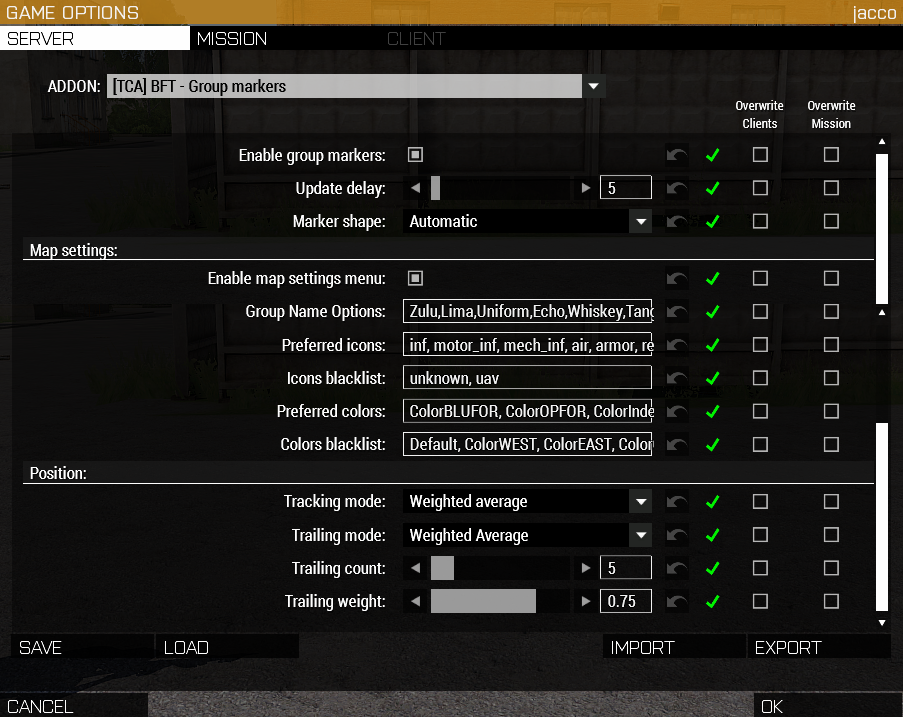 GAME OPTIONS jacco
SERVER MISSION CLIENT
ADDON: [TCA] BFT - Group markers
Overwrite Clients Overwrite Mission
Enable group markers:
Update delay: 5
Marker shape: Automatic
Map settings:
Enable map settings menu:
Group Name Options: Zulu,Lima,Uniform,Echo,Whiskey,Tang
Preferred icons: inf, motor_inf, mech_inf, air, armor, re
Icons blacklist: unknown, uav
Preferred colors: ColorBLUFOR, ColorOPFOR, ColorInde
Colors blacklist: Default, ColorWEST, ColorEAST, Color
Position:
Tracking mode: Weighted average
Trailing mode: Weighted Average
Trailing count: 5
Trailing weight: 0.75
SAVE LOAD IMPORT EXPORT
CANCEL OK